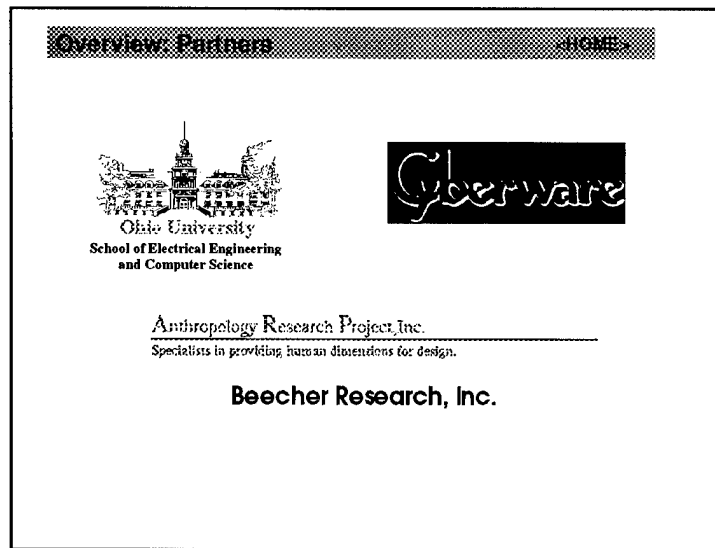 Overview: Partners <HOME>
Cyberware
Ohio University
School of Electrical Engineering
and Computer Science
Anthropology Research Project, Inc.
Specialists in providing human dimensions for design.
Beecher Research, Inc.